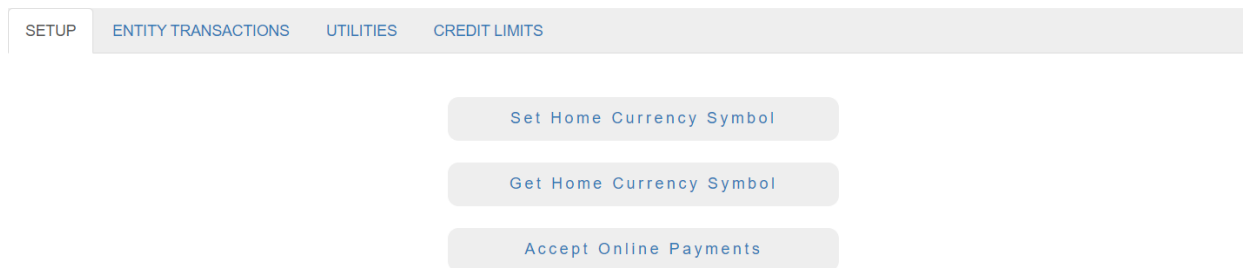 SETUP ENTITY TRANSACTIONS UTILITIES CREDIT LIMITS
Set Home Currency Symbol
Get Home Currency Symbol
Accept Online Payments